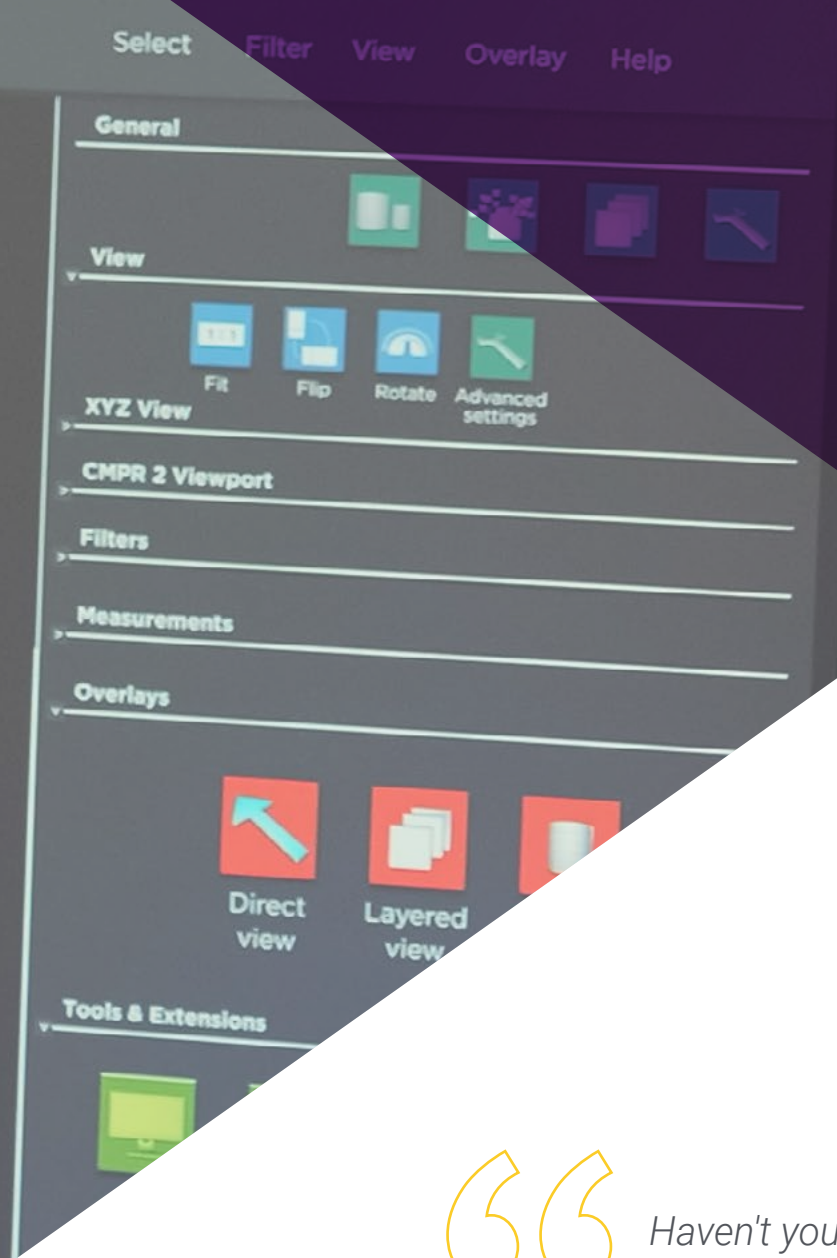 Select Filter View Overlay Help
General
View
Fit Flip Rotate Advanced
settings
XYZ View
CMPR 2 Viewport
Filters
Measurements
Overlays
Direct Layered
view view
Tools & Extensions
Haven't you